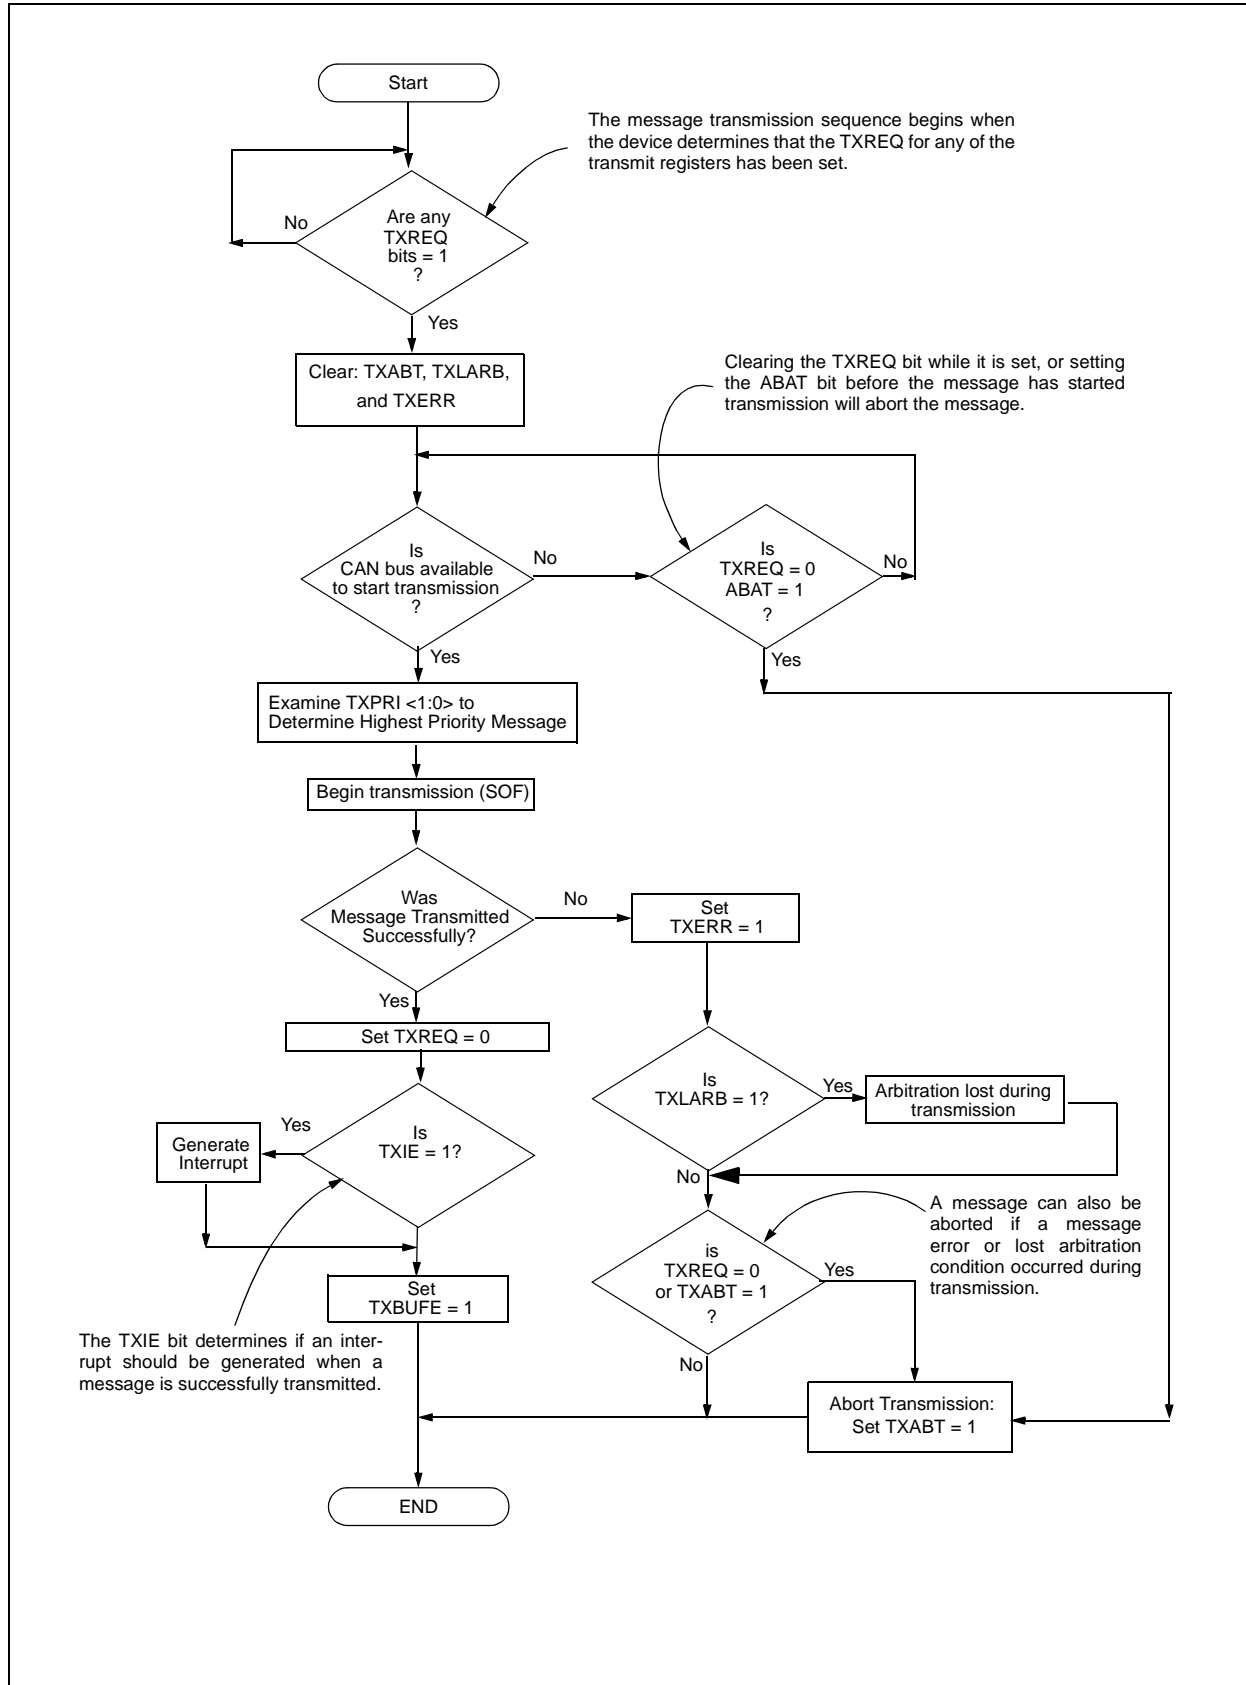 Start
The message transmission sequence begins when
the device determines that the TXREQ for any of the
transmit registers has been set.
No
Are any
TXREQ
bits = 1
?
Yes
Clear: TXABT, TXLARB,
and TXERR
Clearing the TXREQ bit while it is set, or setting
the ABAT bit before the message has started
transmission will abort the message.
Is
CAN bus available
to start transmission
?
No
Is
TXREQ = 0
ABAT = 1
?
No
Yes
Yes
Examine TXPRI <1:0> to
Determine Highest Priority Message
Begin transmission (SOF)
Was
Message Transmitted
Successfully?
No
Set
TXERR = 1
Yes
Set TXREQ = 0
Is
TXLARB = 1?
Yes
Arbitration lost during
transmission
Is
TXIE = 1?
Yes
Generate
Interrupt
No
A message can also be
aborted if a message
error or lost arbitration
condition occurred during
transmission.
is
TXREQ = 0
or TXABT = 1
?
Yes
Set
TXBUFE = 1
The TXIE bit determines if an inter-
rupt should be generated when a
message is successfully transmitted.
No
Abort Transmission:
Set TXABT = 1
END